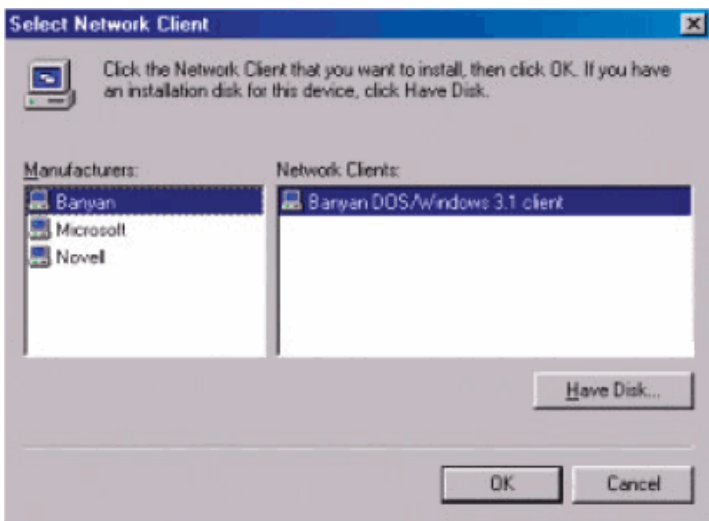 Select Network Client
Click the Network Client that you want to install, then click OK. If you have
an installation disk for this device, click Have Disk.
Manufacturers:
Banyan
Microsoft
Novell
Network Clients:
Banyan DOS/Windows 3.1 client
Have Disk...
OK
Cancel